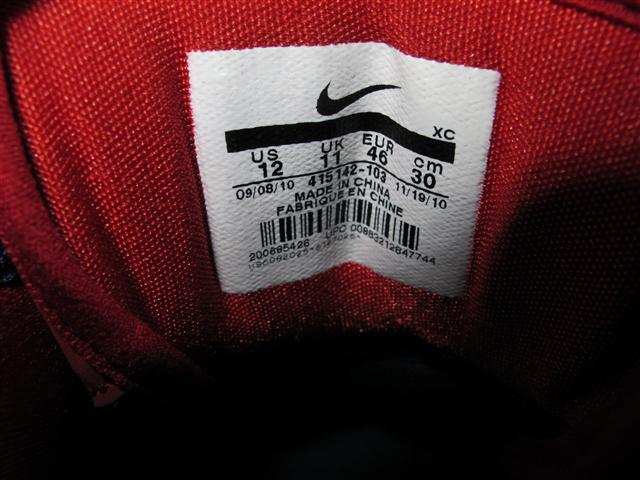 XC
US UK EUR cm
12 11 46 30
09/08/10 415142-103 11/19/10
MADE IN CHINA
FABRIQUE EN CHINE
200685426 UPC 00883212847744